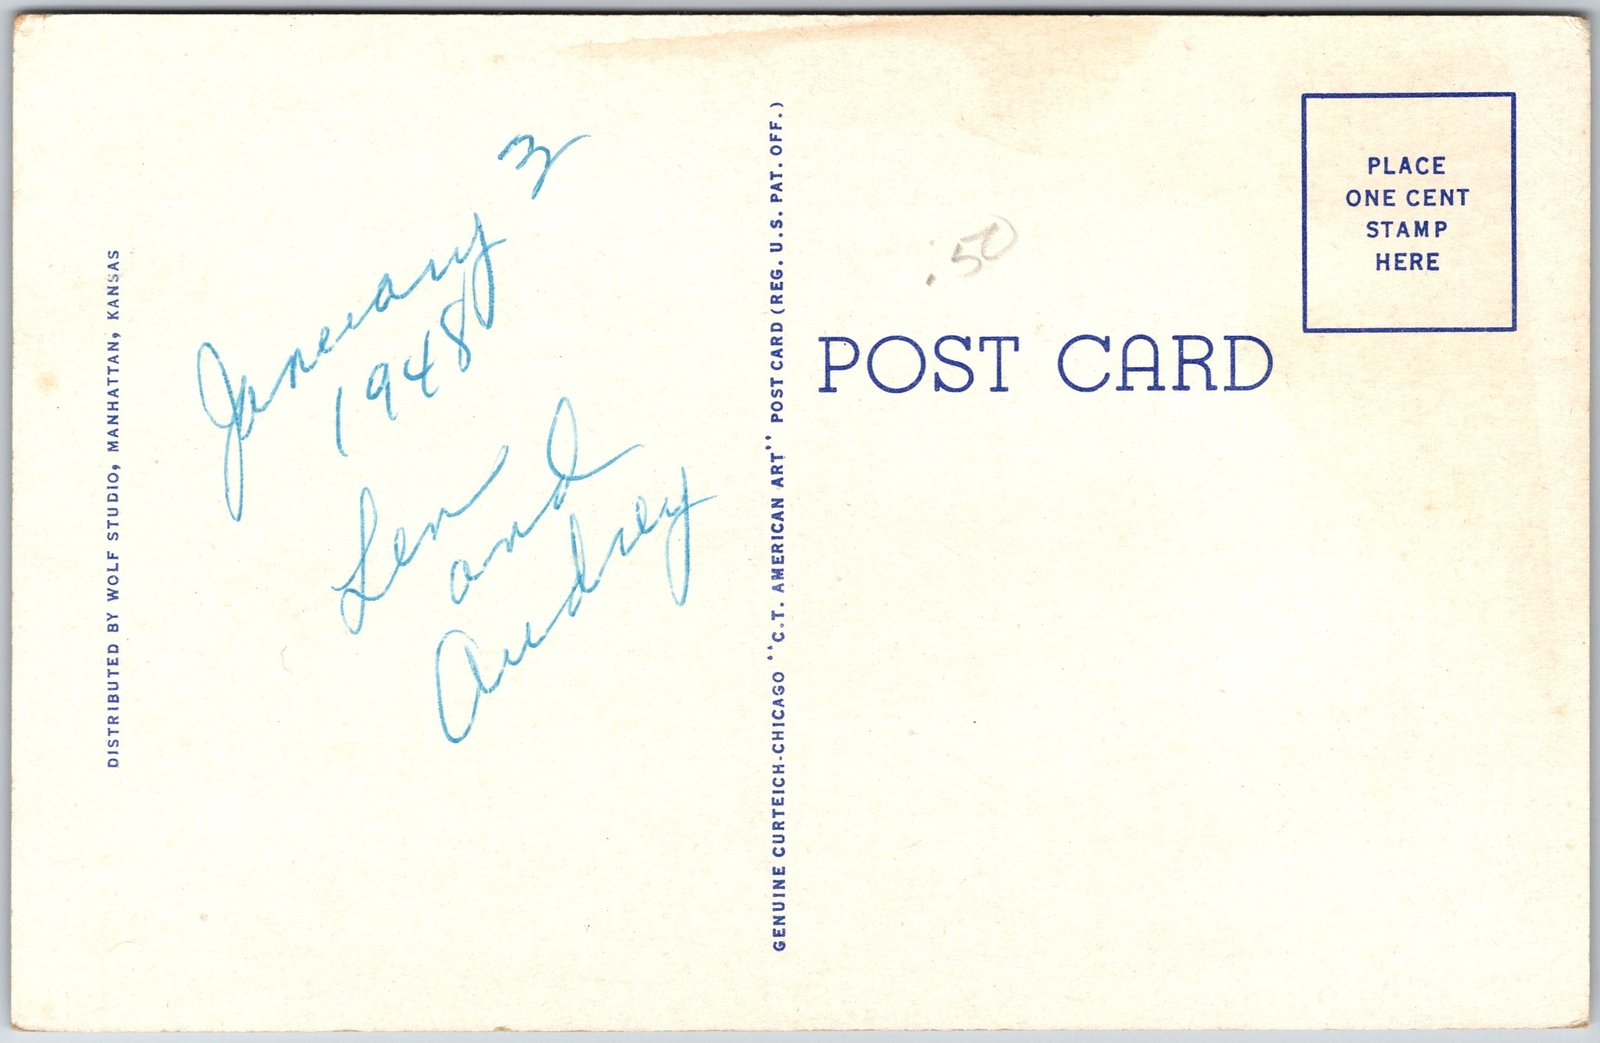 DISTRIBUTED BY WOLF STUDIO, MANHATTAN, KANSAS
January 3
1948
Len
and
Audrey
GENUINE CURTEICH-CHICAGO "C.T. AMERICAN ART" POST CARD (REG. U.S. PAT. OFF.)
.50
POST CARD
PLACE
ONE CENT
STAMP
HERE